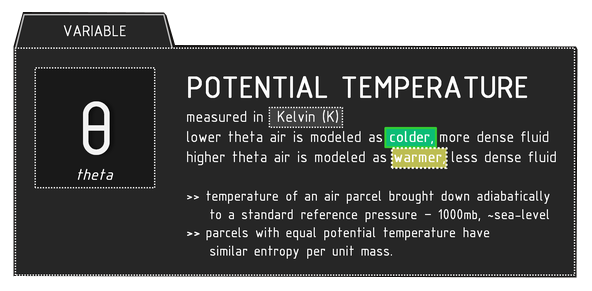 VARIABLE
θ
theta
POTENTIAL TEMPERATURE
measured in Kelvin (K)
lower theta air is modeled as colder, more dense fluid
higher theta air is modeled as warmer less dense fluid
>> temperature of an air parcel brought down adiabatically
to a standard reference pressure - 1000mb, ~sea-level
>> parcels with equal potential temperature have
similar entropy per unit mass.